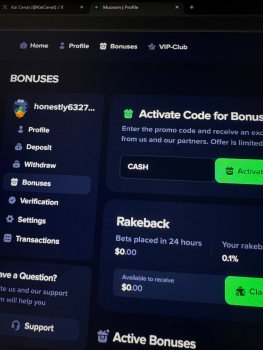 Kai Cenat (@KaiCenat) / X
Muoram | Profile
Home
Profile
Bonuses
VIP-Club
BONUSES
honestly6327...
Profile
Deposit
Withdraw
Bonuses
Verification
Settings
Transactions
ave a Question?
te us and our support
m will help you
Support
Activate Code for Bonus
Enter the promo code and receive an exc
from us and our partners. Offer is limited
CASH
Activat
Rakeback
Bets placed in 24 hours
$0.00
Your rakeb
0.1%
Available to receive
$0.00
Cla
Active Bonuses